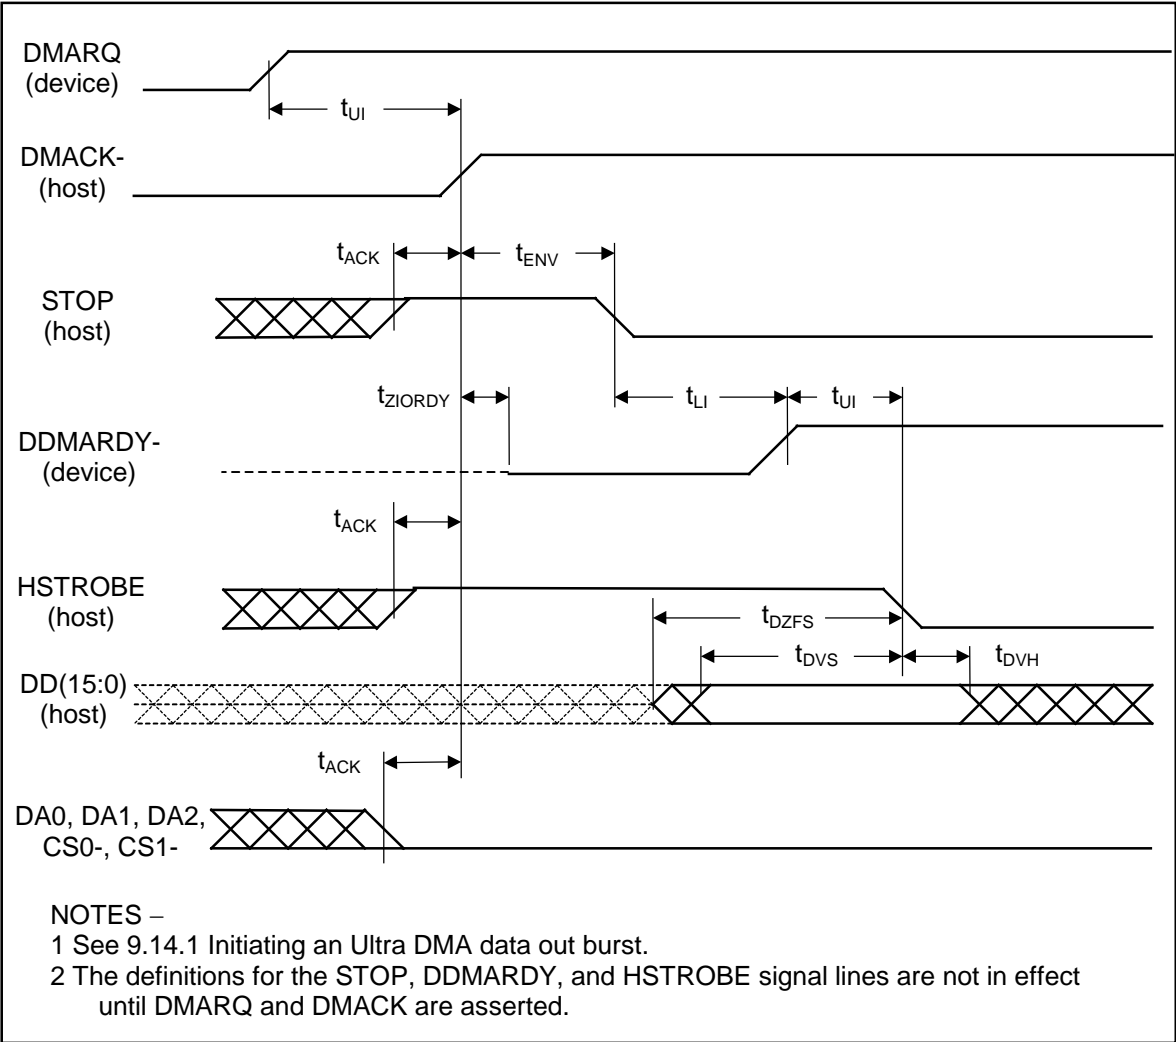 DMARQ
(device)
tUI
DMACK-
(host)
tACK
tENV
STOP
(host)
tZIORDY
tLI
tUI
DDMARDY-
(device)
tACK
HSTROBE
(host)
tDZFS
tDVS
tDVH
DD(15:0)
(host)
tACK
DA0, DA1, DA2,
CS0-, CS1-
NOTES –
1 See 9.14.1 Initiating an Ultra DMA data out burst.
2 The definitions for the STOP, DDMARDY, and HSTROBE signal lines are not in effect
until DMARQ and DMACK are asserted.